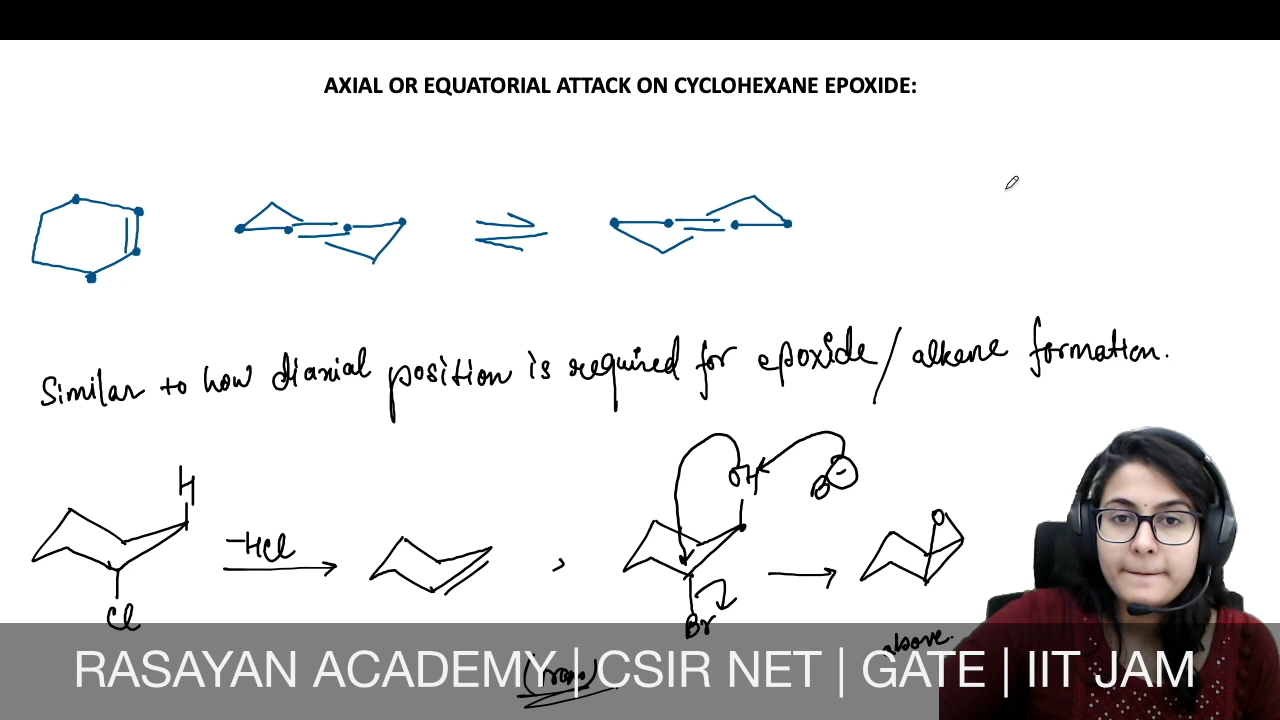 AXIAL OR EQUATORIAL ATTACK ON CYCLOHEXANE EPOXIDE:
Similar to how diaxial position is required for epoxide / alkene formation.
H
Cl
-HCl
,
OH
B⊖
Br
O
above.
(trans)
RASAYAN ACADEMY | CSIR NET | GATE | IIT JAM